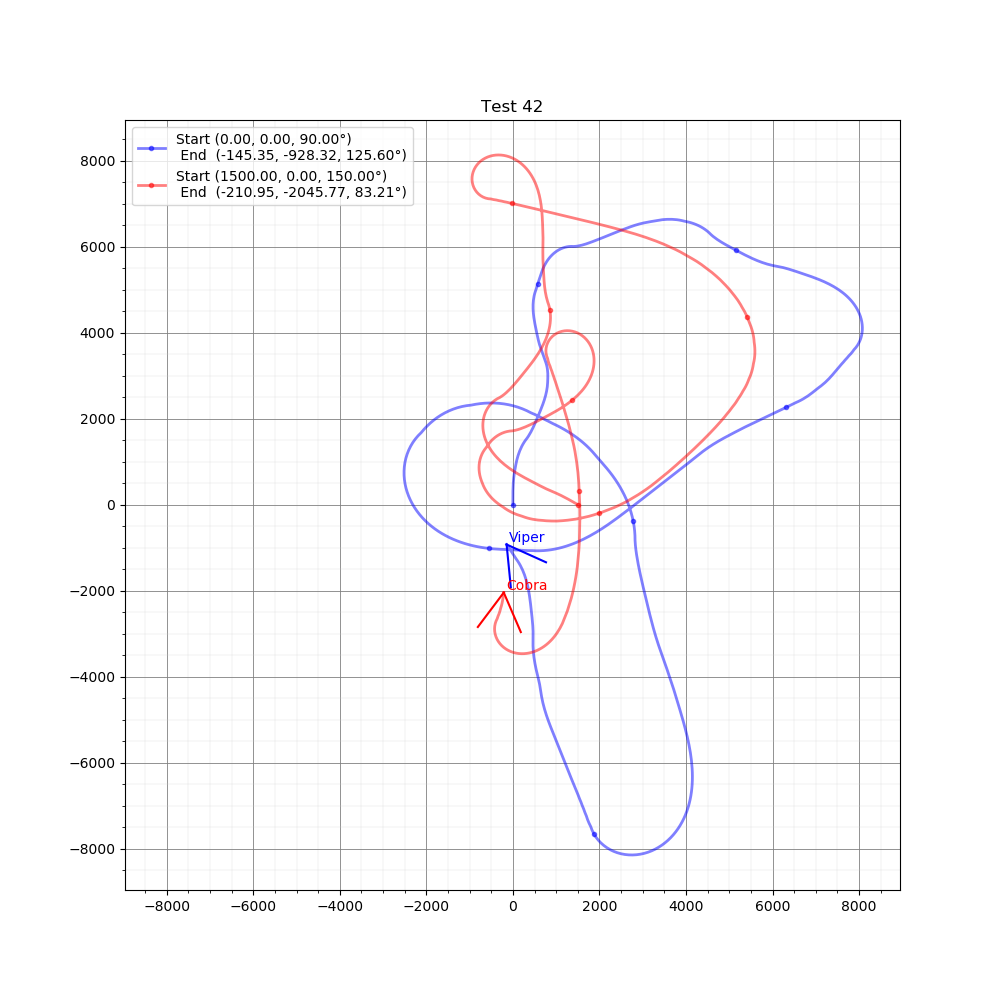 Test 42
Start (0.00, 0.00, 90.00°)
End  (-145.35, -928.32, 125.60°)
Start (1500.00, 0.00, 150.00°)
End  (-210.95, -2045.77, 83.21°)
8000
6000
4000
2000
0
−2000
−4000
−6000
−8000
Viper
Cobra
−8000 −6000 −4000 −2000 0 2000 4000 6000 8000